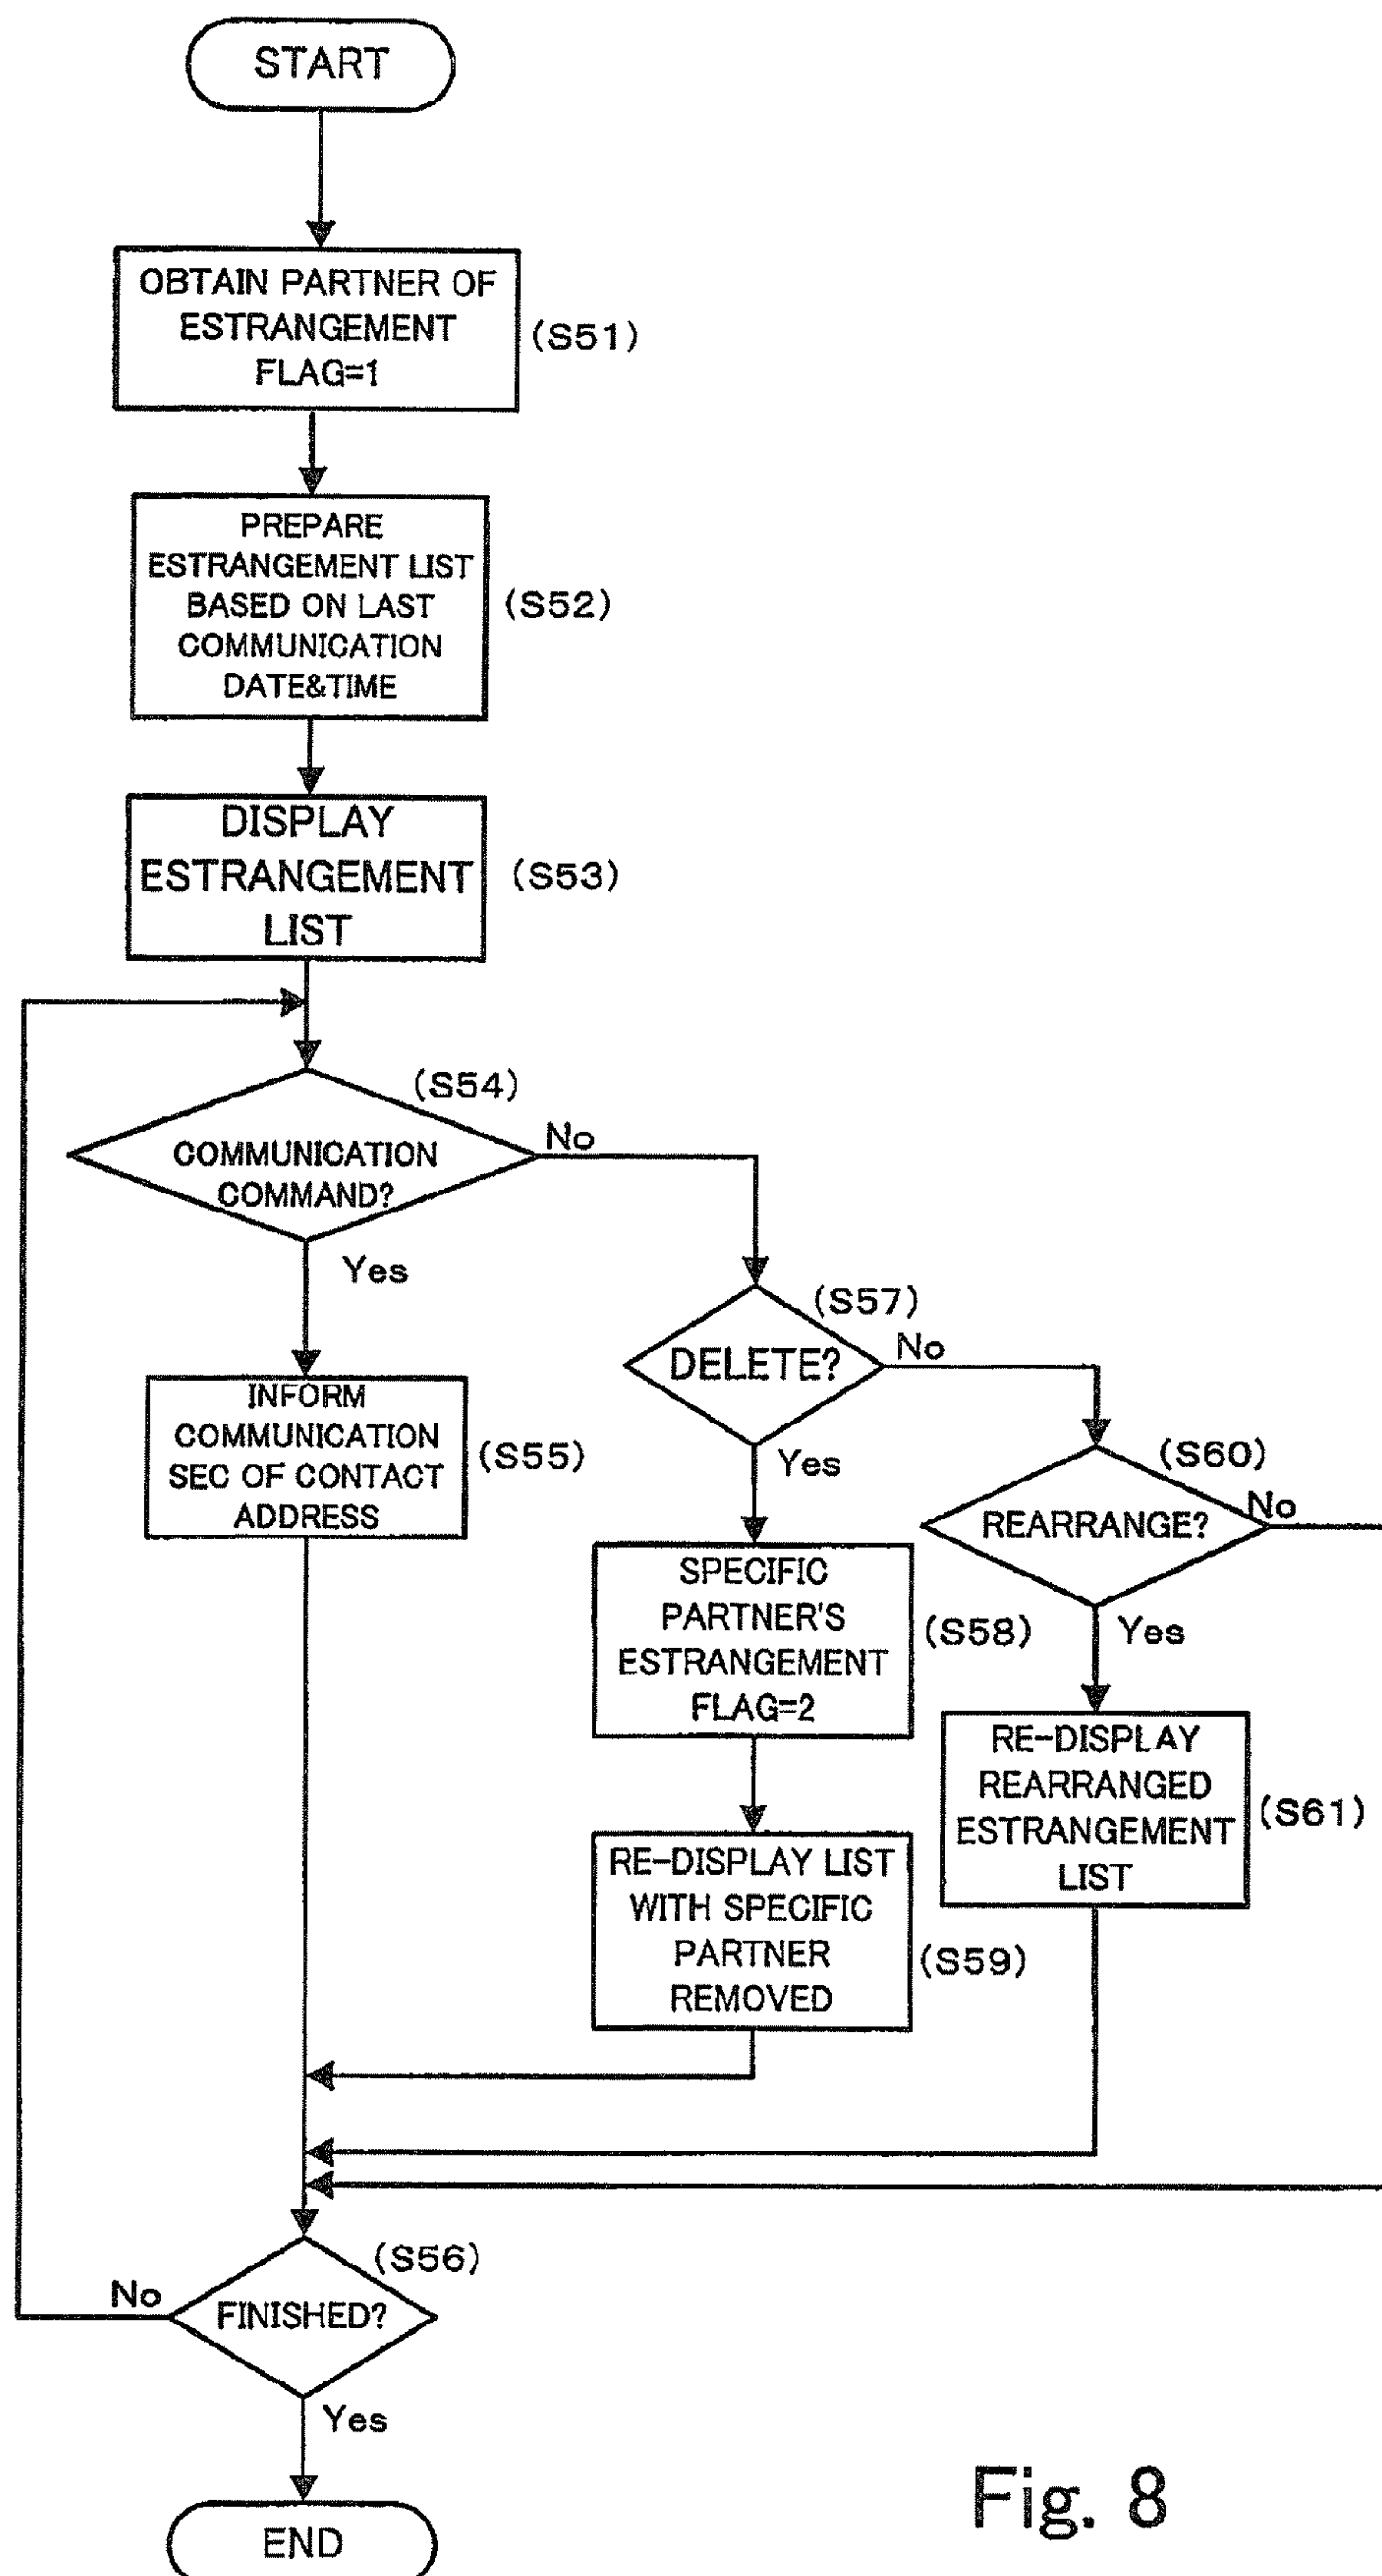 START
OBTAIN PARTNER OF
ESTRANGEMENT
FLAG=1
(S51)
PREPARE
ESTRANGEMENT LIST
BASED ON LAST
COMMUNICATION
DATE&TIME
(S52)
DISPLAY
ESTRANGEMENT
LIST
(S53)
(S54)
COMMUNICATION
COMMAND?
No
Yes
INFORM
COMMUNICATION
SEC OF CONTACT
ADDRESS
(S55)
(S57)
DELETE?
No
Yes
(S60)
REARRANGE?
No
Yes
SPECIFIC
PARTNER'S
ESTRANGEMENT
FLAG=2
(S58)
RE-DISPLAY
REARRANGED
ESTRANGEMENT
LIST
(S61)
RE-DISPLAY LIST
WITH SPECIFIC
PARTNER
REMOVED
(S59)
(S56)
FINISHED?
No
Yes
END
Fig. 8